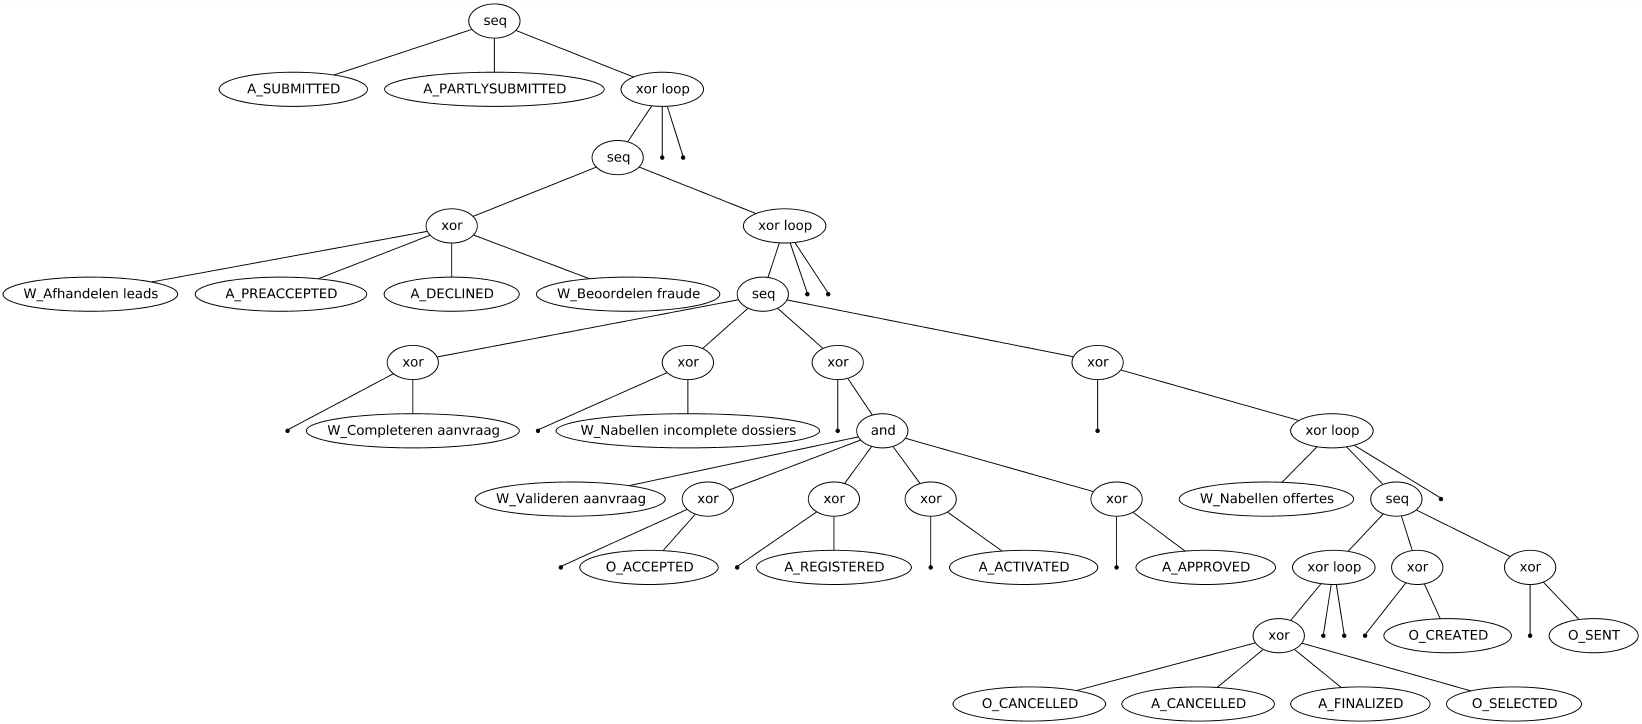 seq
A_SUBMITTED
A_PARTLYSUBMITTED
xor loop
seq
xor
xor loop
W_Afhandelen leads
A_PREACCEPTED
A_DECLINED
W_Beoordelen fraude
seq
xor
xor
xor
xor
W_Completeren aanvraag
W_Nabellen incomplete dossiers
and
xor loop
W_Valideren aanvraag
xor
xor
xor
xor
W_Nabellen offertes
seq
O_ACCEPTED
A_REGISTERED
A_ACTIVATED
A_APPROVED
xor loop
xor
xor
xor
O_CREATED
O_SENT
O_CANCELLED
A_CANCELLED
A_FINALIZED
O_SELECTED